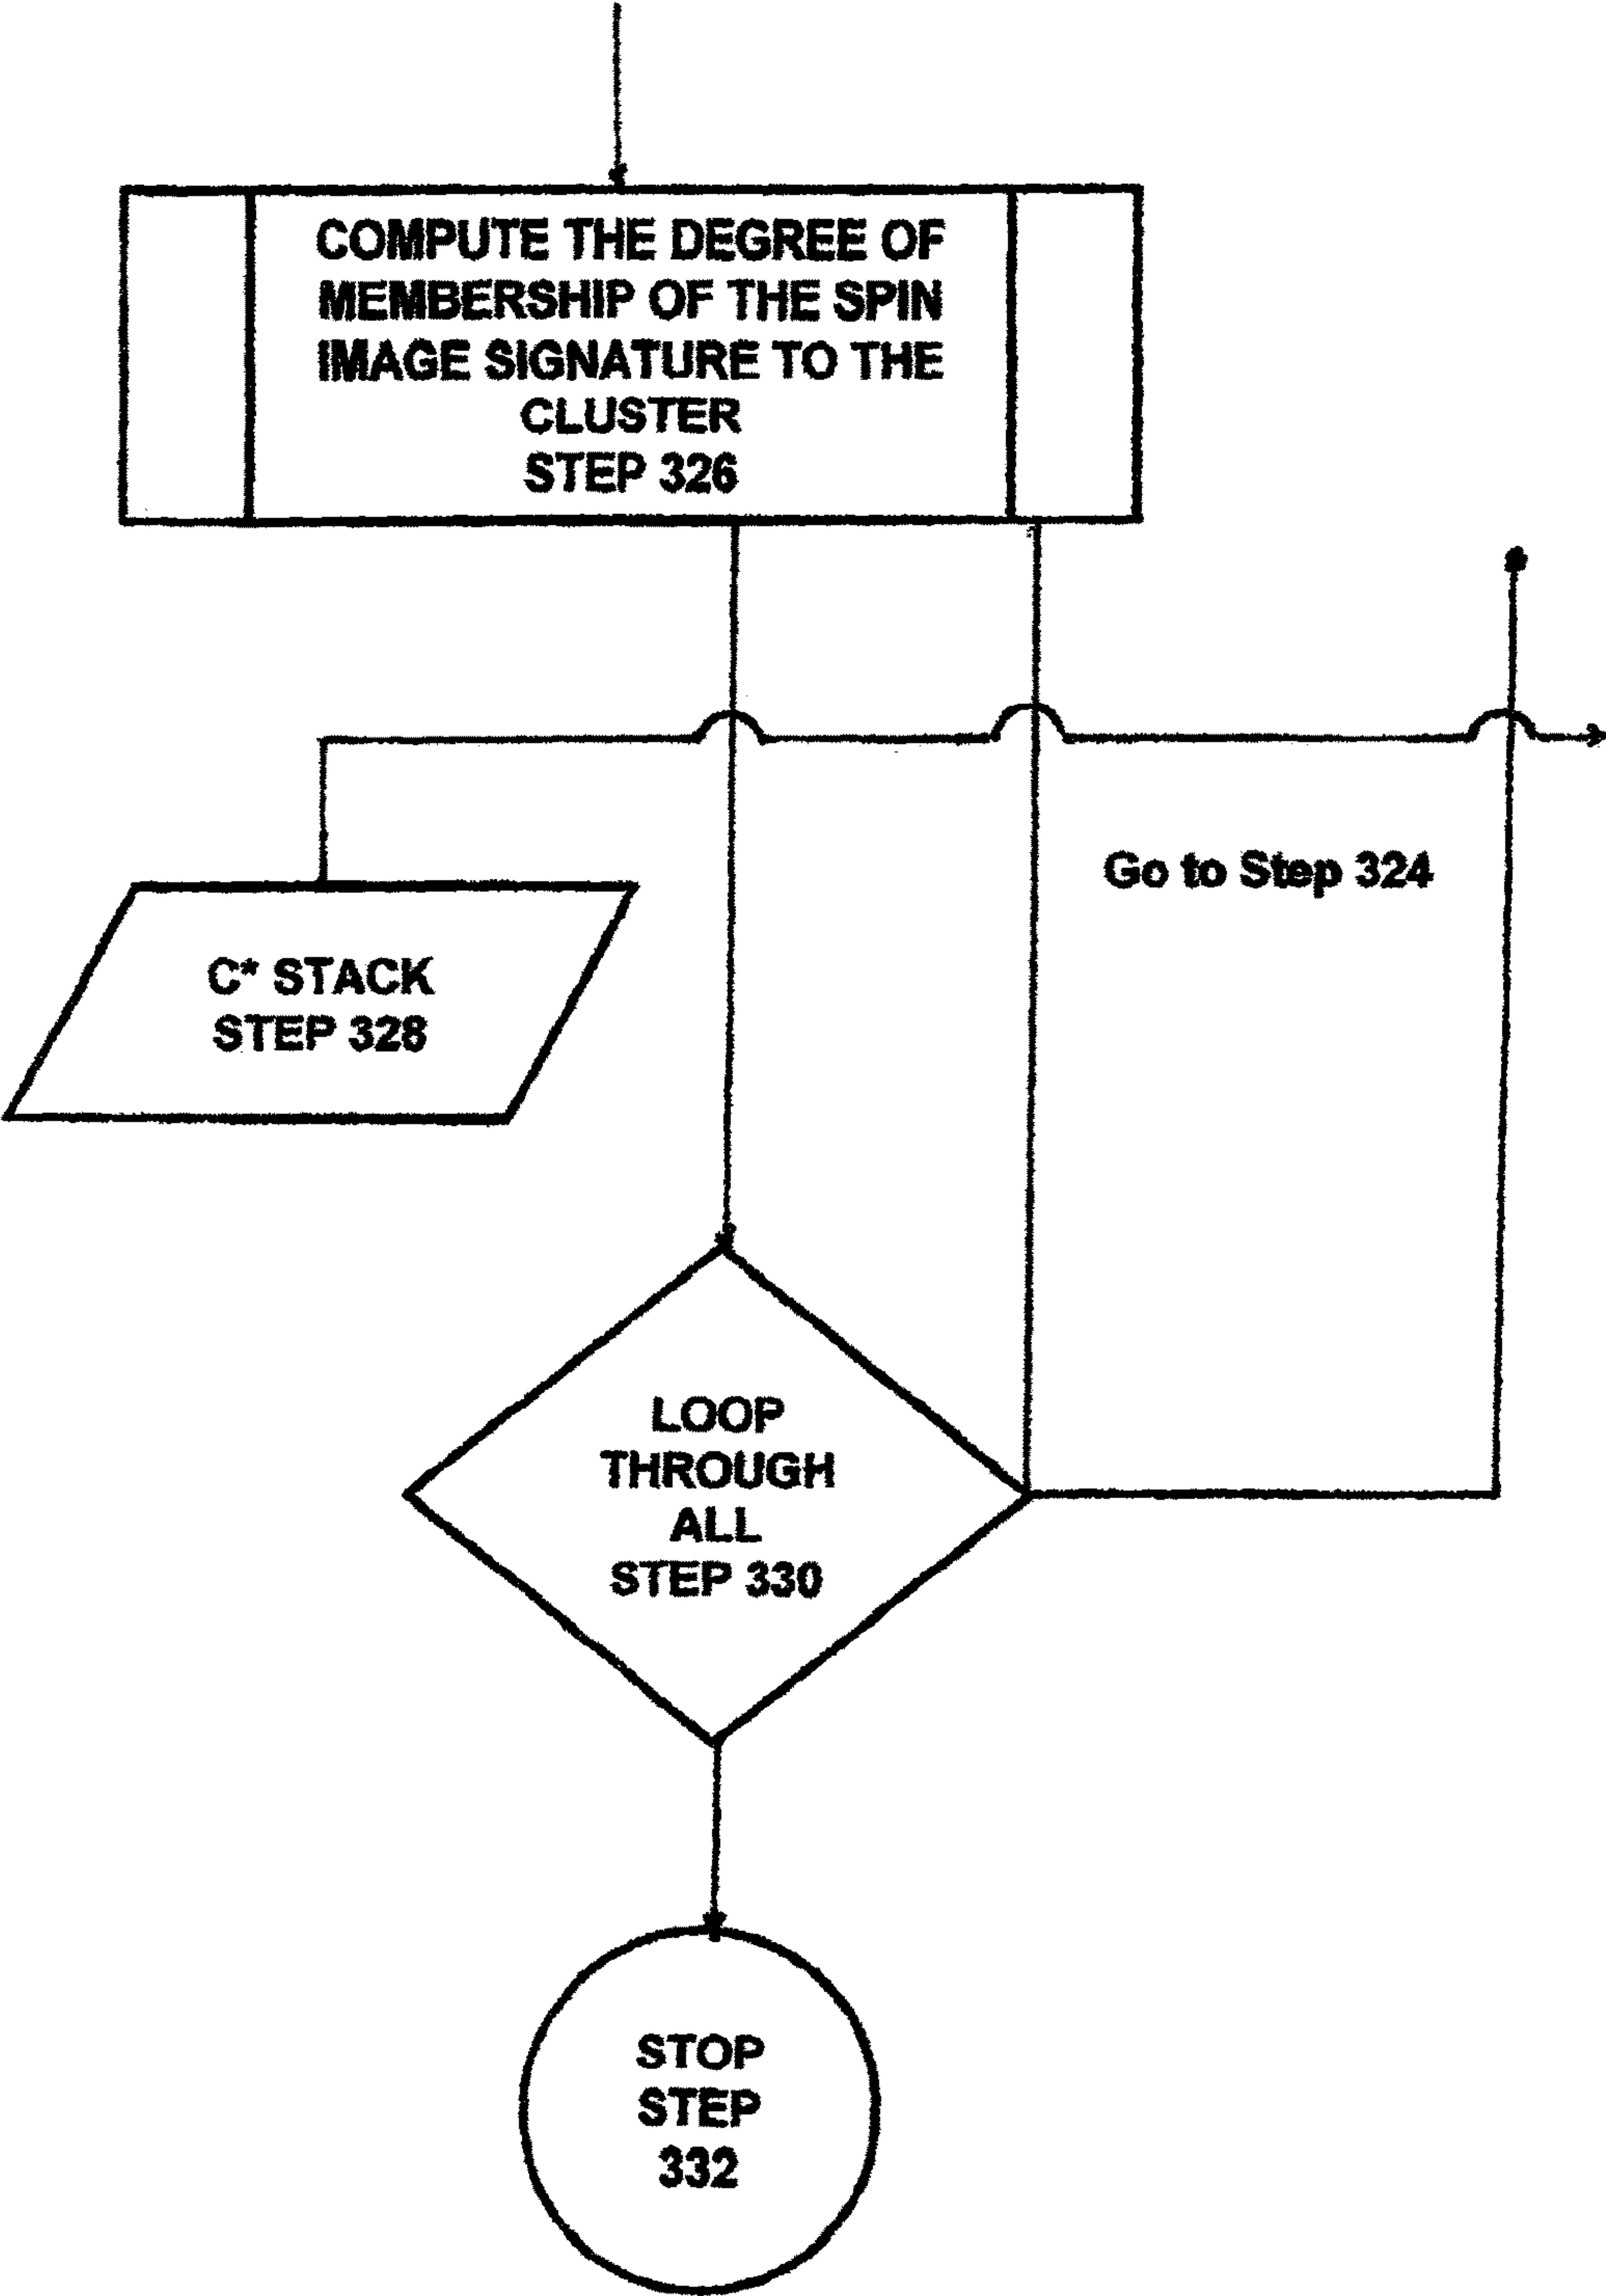 COMPUTE THE DEGREE OF
MEMBERSHIP OF THE SPIN
IMAGE SIGNATURE TO THE
CLUSTER
STEP 326
Go to Step 324
C* STACK
STEP 328
LOOP
THROUGH
ALL
STEP 330
STOP
STEP
332